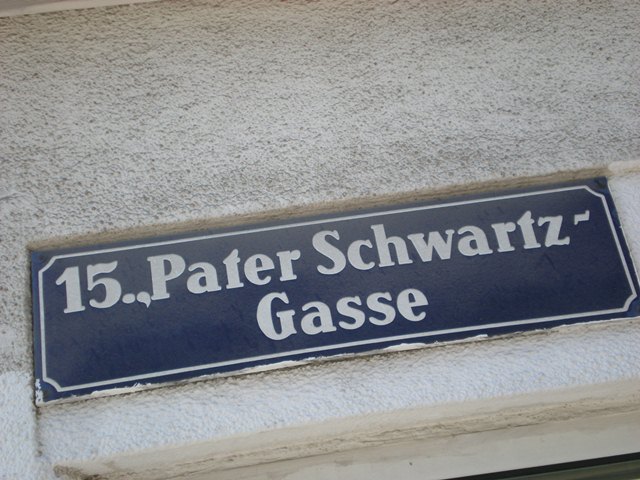 15., Pater Schwartz-
Gasse